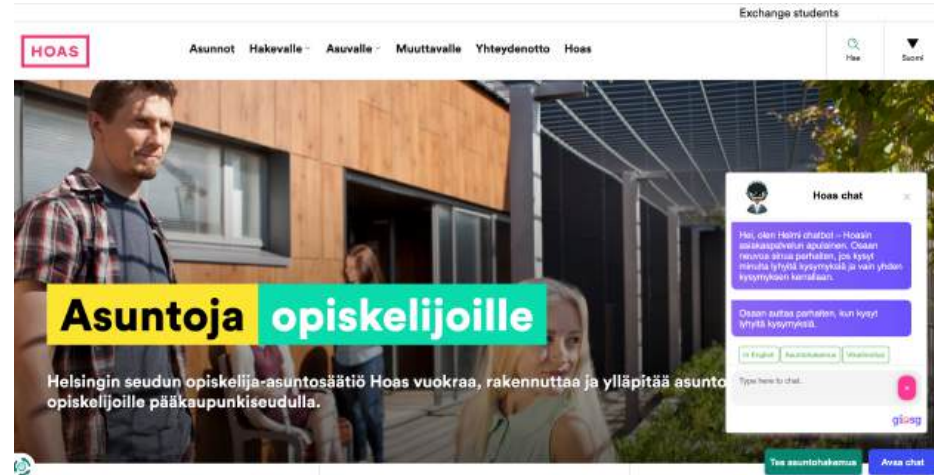 Exchange students
HOAS
Asunnot Hakevalle Asuvalle Muuttavalle Yhteydenotto Hoas
Hae
Suomi
Hoas chat
Hei, olen Helmi chatbot – Hoasin
asiakaspalvelun apulainen. Osaan
neuvoa sinua parhaiten, jos kysyt
minulta lyhyitä kysymyksiä ja vain yhden
kysymyksen kerrallaan.
Osaan auttaa parhaiten, kun kysyt
lyhyitä kysymyksiä.
In English Asuntohakemus Vikailmoitus
Type here to chat.
giosg
Asuntoja opiskelijoille
Helsingin seudun opiskelija-asuntosäätiö Hoas vuokraa, rakennuttaa ja ylläpitää asunto
opiskelijoille pääkaupunkiseudulla.
Tee asuntohakemus
Avaa chat